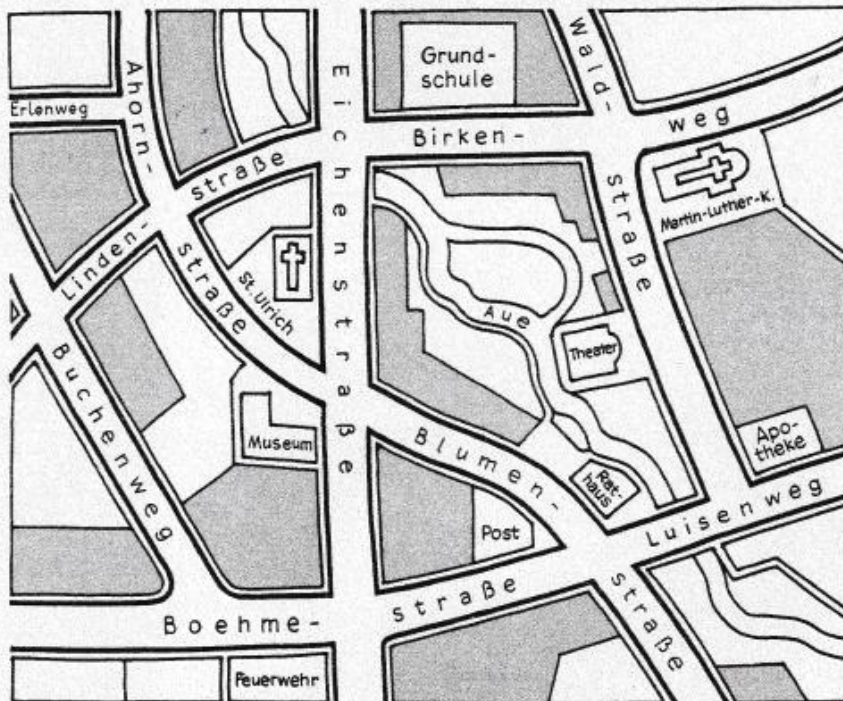 Grund-
schule
Wald-
straße
Ahorn-
straße
Erlenweg
Eichenstraße
Birken-
weg
Linden-
straße
Martin-Luther-K.
St. Ulrich
Aue
Theater
Buchenweg
Museum
Blumen-
straße
Apo-
theke
Rat-
haus
Post
Luisenweg
Boehme-
straße
Feuerwehr